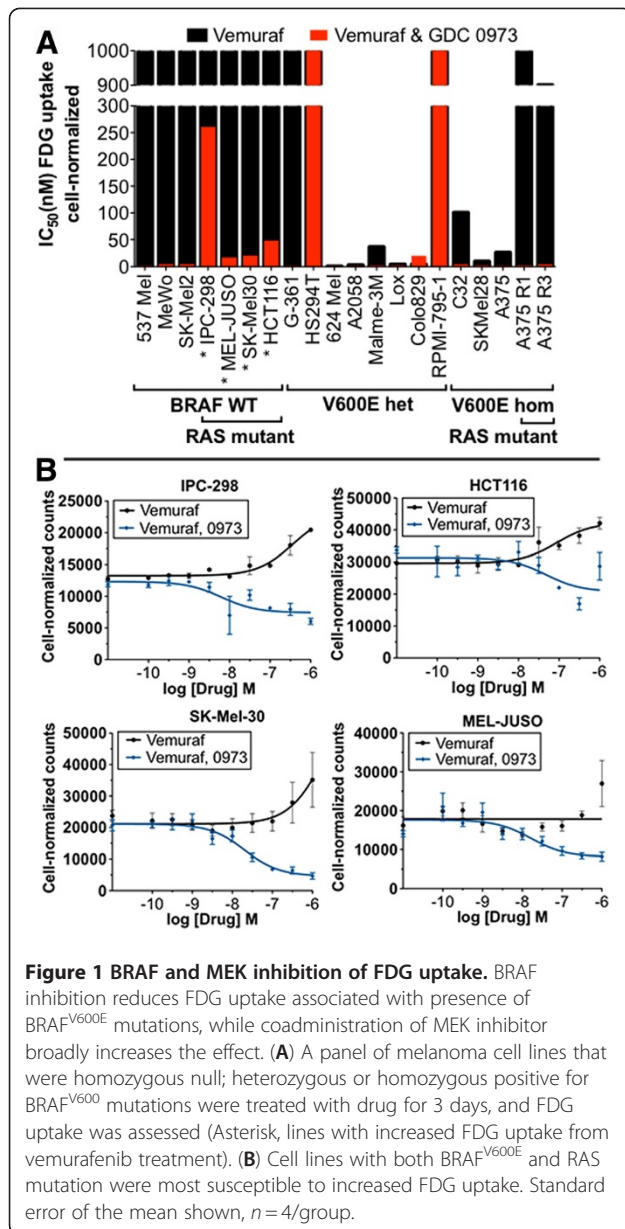 A
Vemuraf
Vemuraf & GDC 0973
IC50(nM) FDG uptake
cell-normalized
1000
900
300
250
200
150
100
50
0
537 Mel
MeWo
SK-Mel2
* IPC-298
* MEL-JUSO
* SK-Mel30
* HCT116
G-361
HS294T
624 Mel
A2058
Malme-3M
Lox
Colo829
RPMI-795-1
C32
SKMel28
A375
A375 R1
A375 R3
BRAF WT
V600E het
V600E hom
RAS mutant
RAS mutant
B
IPC-298
Cell-normalized counts
25000
20000
15000
10000
5000
0
Vemuraf
Vemuraf, 0973
-10 -9 -8 -7 -6
log [Drug] M
HCT116
Cell-normalized counts
50000
40000
30000
20000
10000
0
Vemuraf
Vemuraf, 0973
-10 -9 -8 -7 -6
log [Drug] M
SK-Mel-30
Cell-normalized counts
50000
40000
30000
20000
10000
0
Vemuraf
Vemuraf, 0973
-10 -9 -8 -7 -6
log [Drug] M
MEL-JUSO
Cell-normalized counts
40000
30000
20000
10000
0
Vemuraf
Vemuraf, 0973
-10 -9 -8 -7 -6
log [Drug] M
Figure 1 BRAF and MEK inhibition of FDG uptake. BRAF
inhibition reduces FDG uptake associated with presence of
BRAF^V600E mutations, while coadministration of MEK inhibitor
broadly increases the effect. (A) A panel of melanoma cell lines that
were homozygous null; heterozygous or homozygous positive for
BRAF^V600 mutations were treated with drug for 3 days, and FDG
uptake was assessed (Asterisk, lines with increased FDG uptake from
vemurafenib treatment). (B) Cell lines with both BRAF^V600E and RAS
mutation were most susceptible to increased FDG uptake. Standard
error of the mean shown, n = 4/group.